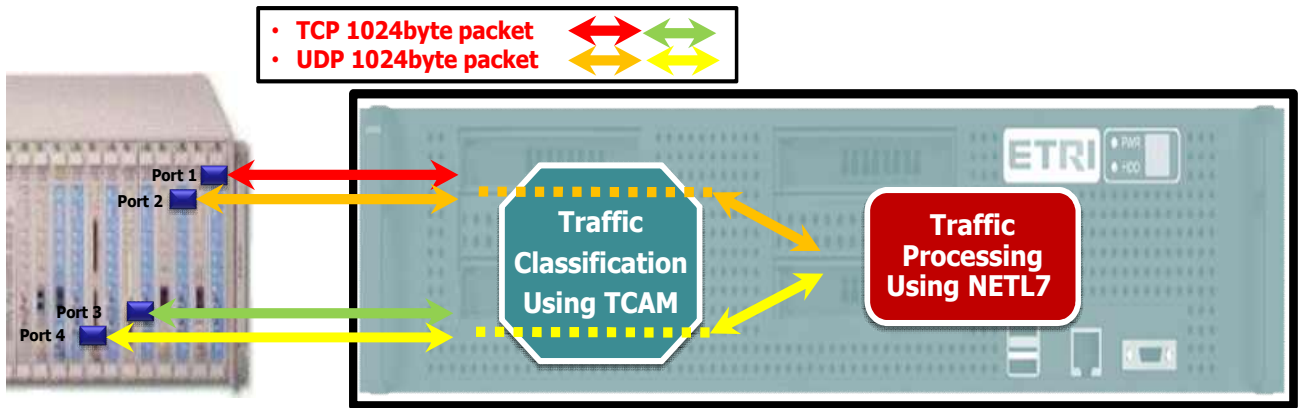 • TCP 1024byte packet
• UDP 1024byte packet
Port 1
Port 2
Port 3
Port 4
Traffic
Classification
Using TCAM
Traffic
Processing
Using NETL7
ETRI
PWR
HDD